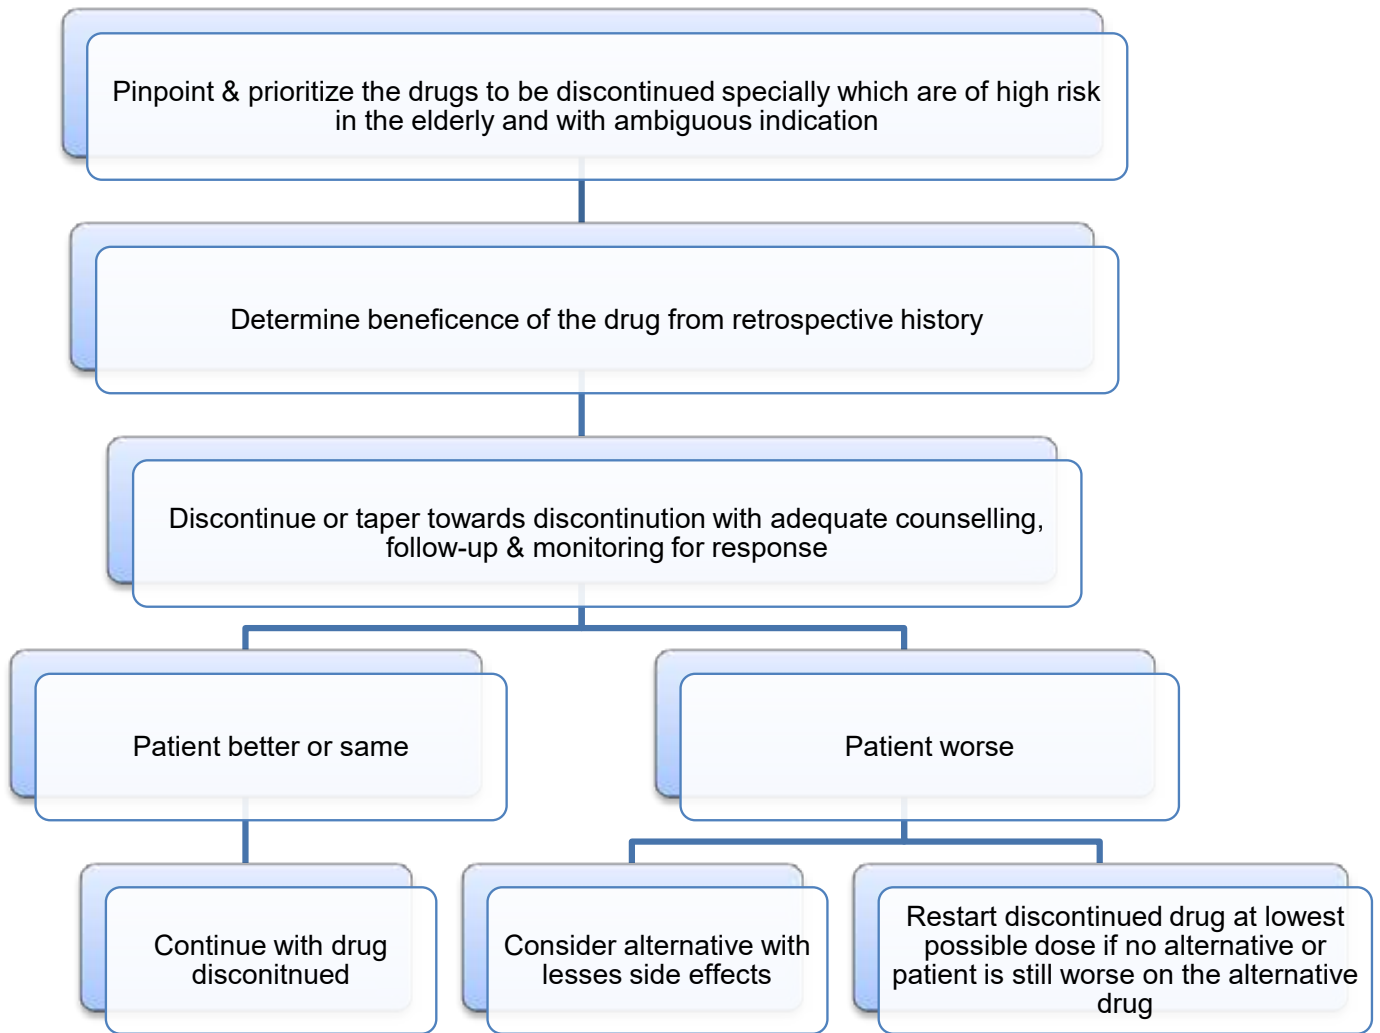 Pinpoint & prioritize the drugs to be discontinued specially which are of high risk
in the elderly and with ambiguous indication
Determine beneficence of the drug from retrospective history
Discontinue or taper towards discontinution with adequate counselling,
follow-up & monitoring for response
Patient better or same
Patient worse
Continue with drug
disconitnued
Consider alternative with
lesses side effects
Restart discontinued drug at lowest
possible dose if no alternative or
patient is still worse on the alternative
drug